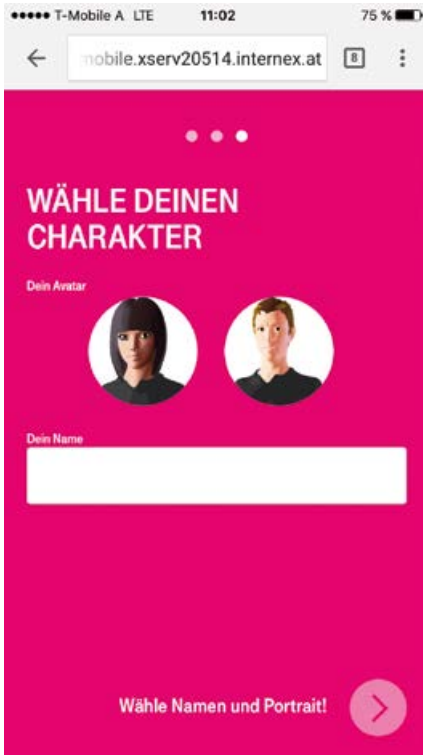 T-Mobile A LTE 11:02 75 %
mobile.xserv20514.internex.at 8
WÄHLE DEINEN
CHARAKTER
Dein Avatar
Dein Name
Wähle Namen und Portrait!